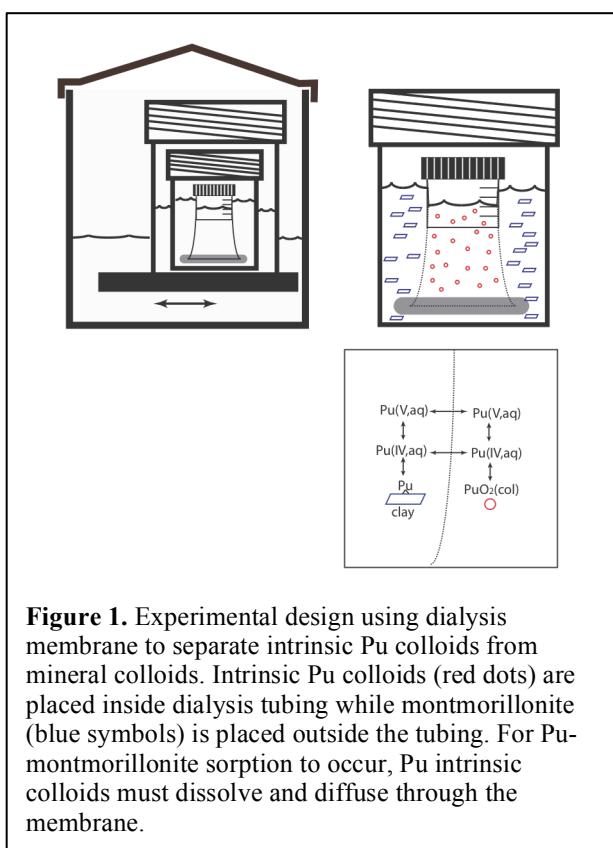 Pu(V,aq) Pu(V,aq)
Pu(IV,aq) Pu(IV,aq)
Pu PuO₂(col)
clay
Figure 1. Experimental design using dialysis
membrane to separate intrinsic Pu colloids from
mineral colloids. Intrinsic Pu colloids (red dots) are
placed inside dialysis tubing while montmorillonite
(blue symbols) is placed outside the tubing. For Pu-
montmorillonite sorption to occur, Pu intrinsic
colloids must dissolve and diffuse through the
membrane.